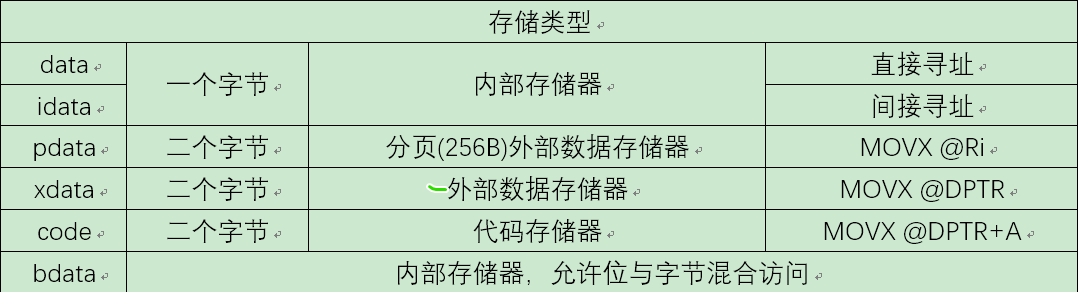 存储类型
data 一个字节 内部存储器 直接寻址
idata 间接寻址
pdata 二个字节 分页(256B)外部数据存储器 MOVX @Ri
xdata 二个字节 外部数据存储器 MOVX @DPTR
code 二个字节 代码存储器 MOVX @DPTR+A
bdata 内部存储器，允许位与字节混合访问